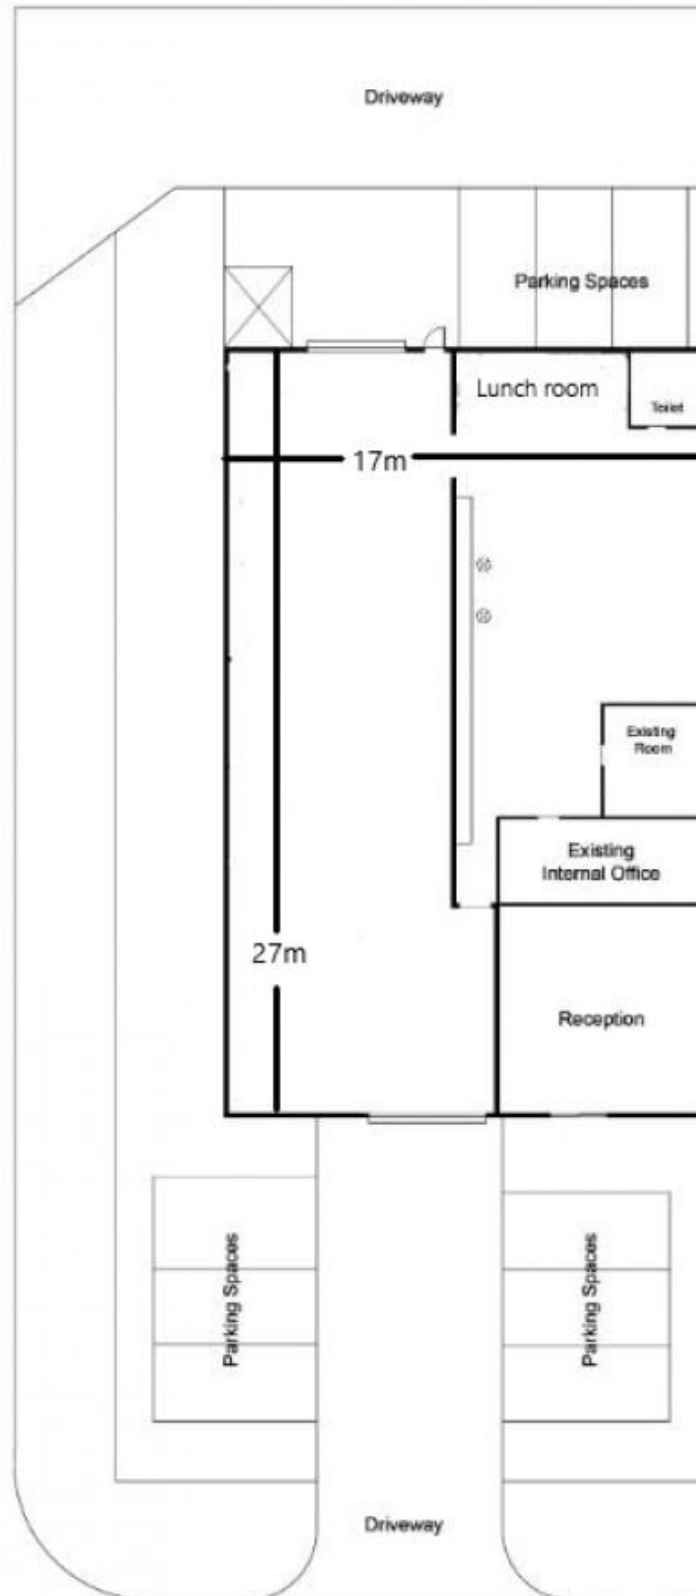 Driveway
Parking Spaces
Lunch room
Toilet
17m
Existing
Room
Existing
Internal Office
27m
Reception
Parking Spaces
Parking Spaces
Driveway